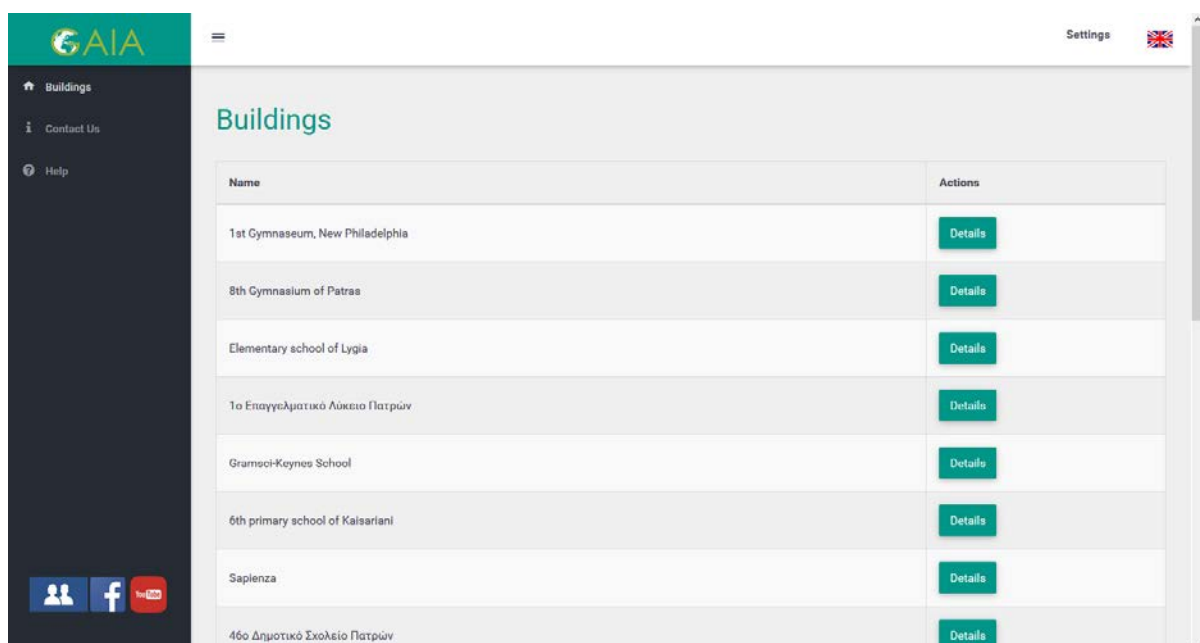 GAIA
Settings
Buildings
Contact Us
Help
Buildings
Name Actions
1st Gymnaseum, New Philadelphia Details
8th Gymnasium of Patras Details
Elementary school of Lygia Details
1ο Επαγγελματικό Λύκειο Πατρών Details
Gramsci-Keynes School Details
6th primary school of Kaisariani Details
Sapienza Details
46ο Δημοτικό Σχολείο Πατρών Details
YouTube